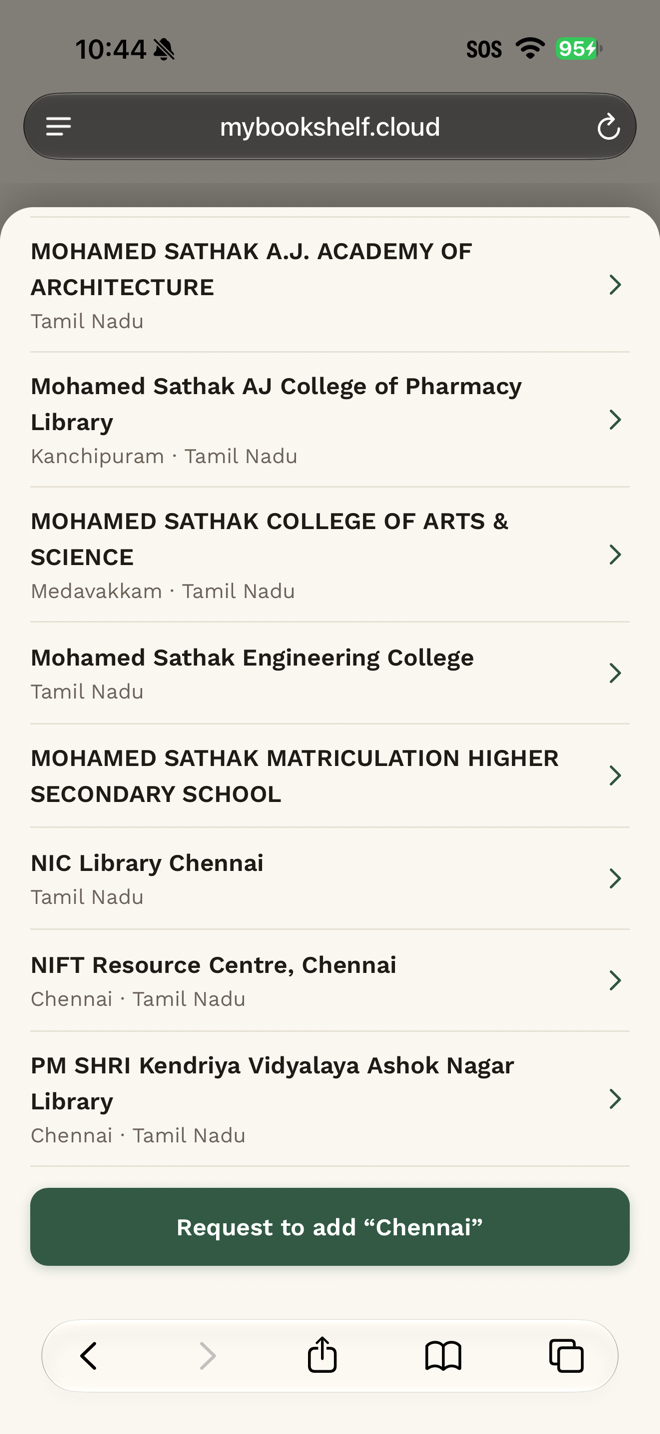 10:44
SOS
95
mybookshelf.cloud
MOHAMED SATHAK A.J. ACADEMY OF
ARCHITECTURE
Tamil Nadu
Mohamed Sathak AJ College of Pharmacy
Library
Kanchipuram · Tamil Nadu
MOHAMED SATHAK COLLEGE OF ARTS &
SCIENCE
Medavakkam · Tamil Nadu
Mohamed Sathak Engineering College
Tamil Nadu
MOHAMED SATHAK MATRICULATION HIGHER
SECONDARY SCHOOL
NIC Library Chennai
Tamil Nadu
NIFT Resource Centre, Chennai
Chennai · Tamil Nadu
PM SHRI Kendriya Vidyalaya Ashok Nagar
Library
Chennai · Tamil Nadu
Request to add “Chennai”